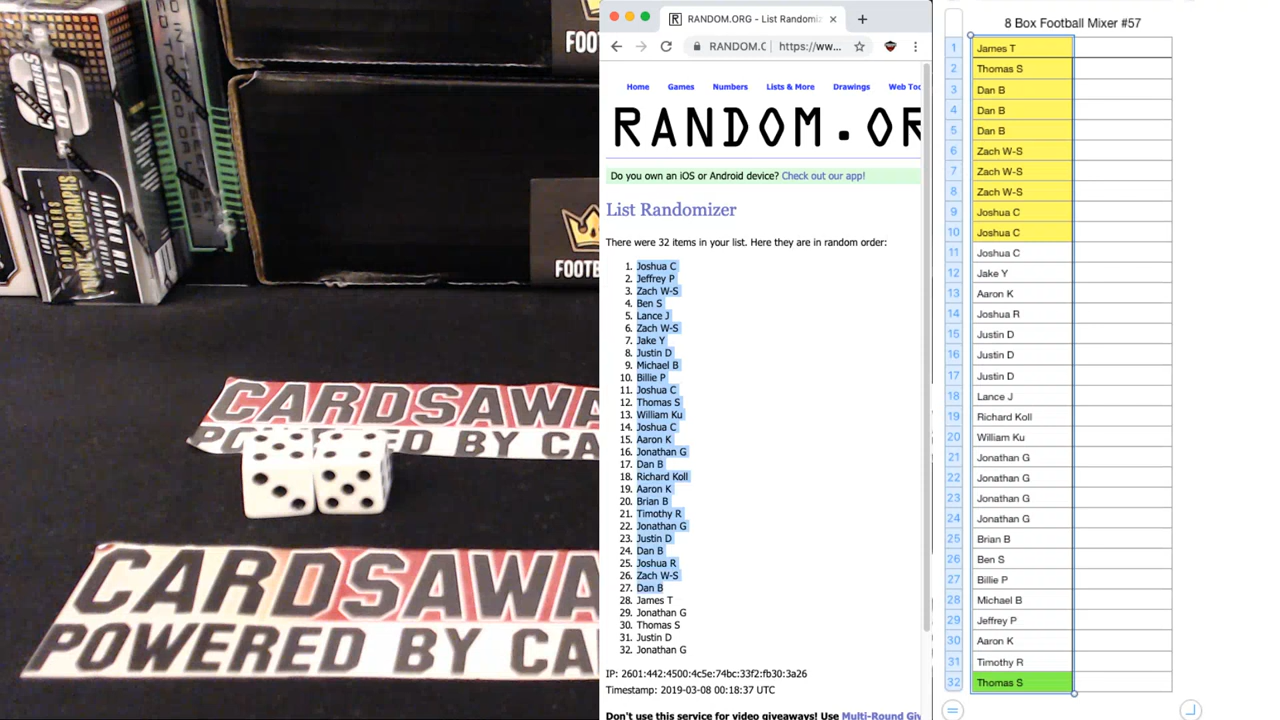 OPTIC
AUTOGRAPHS
TOM BRADY!
FOO
FOOTB
CARDSAWA
POWERED BY CA
CARDSAWA
POWERED BY CA
RANDOM.ORG - List Randomiz
RANDOM.C
https://ww...
Home
Games
Numbers
Lists & More
Drawings
Web Too
RANDOM.OR
Do you own an iOS or Android device? Check out our app!
List Randomizer
There were 32 items in your list. Here they are in random order:
1. Joshua C
2. Jeffrey P
3. Zach W-S
4. Ben S
5. Lance J
6. Zach W-S
7. Jake Y
8. Justin D
9. Michael B
10. Billie P
11. Joshua C
12. Thomas S
13. William Ku
14. Joshua C
15. Aaron K
16. Jonathan G
17. Dan B
18. Richard Koll
19. Aaron K
20. Brian B
21. Timothy R
22. Jonathan G
23. Justin D
24. Dan B
25. Joshua R
26. Zach W-S
27. Dan B
28. James T
29. Jonathan G
30. Thomas S
31. Justin D
32. Jonathan G
IP: 2601:442:4500:4c5e:74bc:33f2:fb30:3a26
Timestamp: 2019-03-08 00:18:37 UTC
Don't use this service for video giveaways! Use Multi-Round Giv
8 Box Football Mixer #57
1 James T
2 Thomas S
3 Dan B
4 Dan B
5 Dan B
6 Zach W-S
7 Zach W-S
8 Zach W-S
9 Joshua C
10 Joshua C
11 Joshua C
12 Jake Y
13 Aaron K
14 Joshua R
15 Justin D
16 Justin D
17 Justin D
18 Lance J
19 Richard Koll
20 William Ku
21 Jonathan G
22 Jonathan G
23 Jonathan G
24 Jonathan G
25 Brian B
26 Ben S
27 Billie P
28 Michael B
29 Jeffrey P
30 Aaron K
31 Timothy R
32 Thomas S